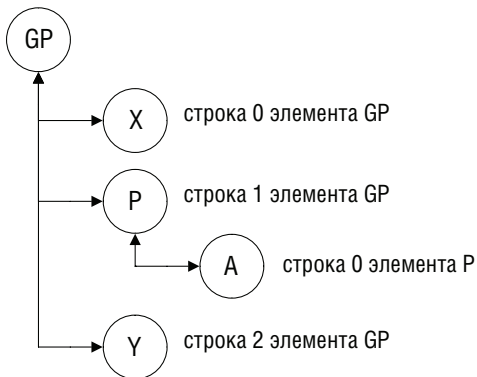 GP
X строка 0 элемента GP
P строка 1 элемента GP
A строка 0 элемента P
Y строка 2 элемента GP